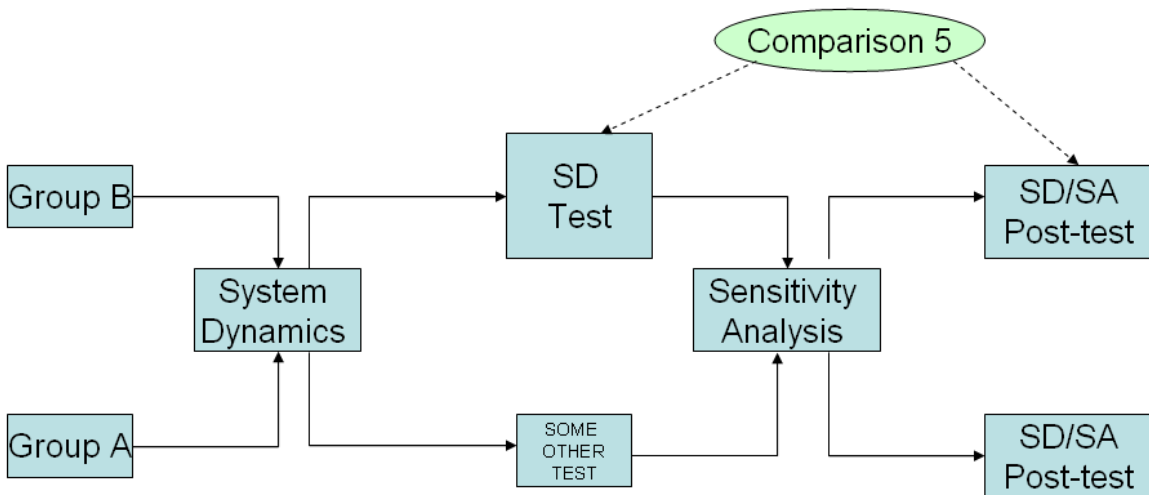 Comparison 5
Group B
SD
Test
SD/SA
Post-test
System
Dynamics
Sensitivity
Analysis
Group A
SOME
OTHER
TEST
SD/SA
Post-test